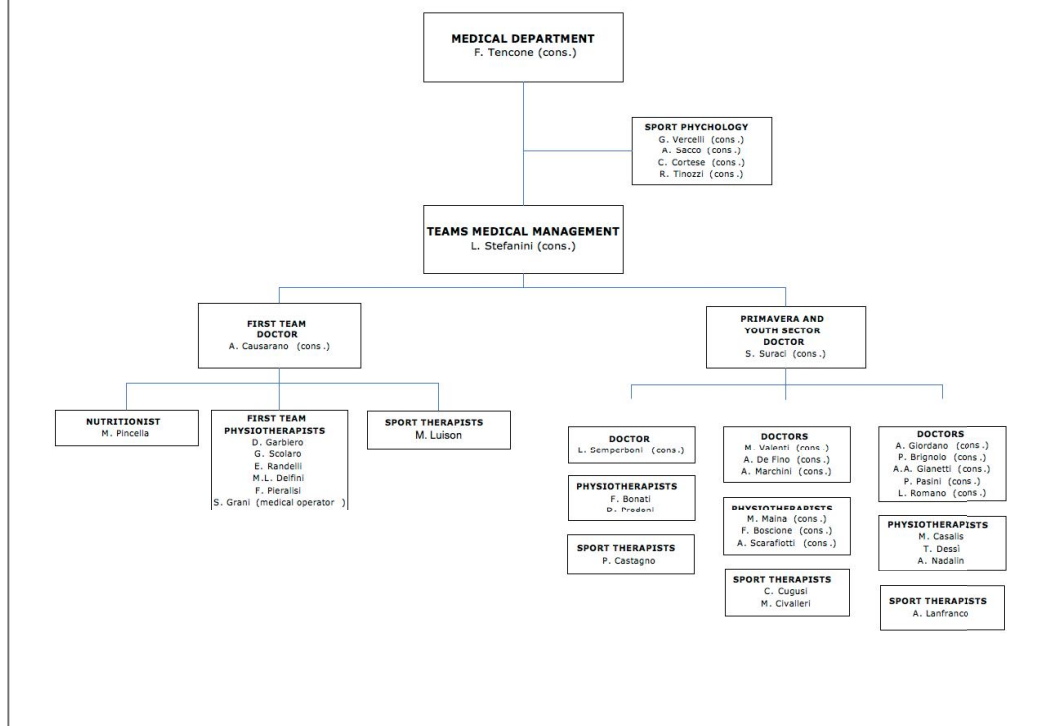 MEDICAL DEPARTMENT
F. Tencone (cons.)
SPORT PHYCHOLOGY
G. Vercelli (cons.)
A. Sacco (cons.)
C. Cortese (cons.)
R. Tinozzi (cons.)
TEAMS MEDICAL MANAGEMENT
L. Stefanini (cons.)
FIRST TEAM
DOCTOR
A. Causarano (cons.)
PRIMAVERA AND
YOUTH SECTOR
DOCTOR
S. Suraci (cons.)
NUTRITIONIST
M. Pincella
FIRST TEAM
PHYSIOTHERAPISTS
D. Garbiero
G. Scolaro
E. Randelli
M.L. Delfini
F. Pieralisi
S. Grani (medical operator )
SPORT THERAPISTS
M. Luison
DOCTOR
L. Semperboni (cons.)
PHYSIOTHERAPISTS
F. Bonati
D. Prodoni
SPORT THERAPISTS
P. Castagno
DOCTORS
M. Valenti (cons.)
A. De Fino (cons.)
A. Marchini (cons.)
PHYSIOTHERAPISTS
M. Maina (cons.)
F. Boscione (cons.)
A. Scarafiotti (cons.)
SPORT THERAPISTS
C. Cugusi
M. Civalleri
DOCTORS
A. Giordano (cons.)
P. Brignolo (cons.)
A.A. Gianetti (cons.)
P. Pasini (cons.)
L. Romano (cons.)
PHYSIOTHERAPISTS
M. Casalis
T. Dessì
A. Nadalin
SPORT THERAPISTS
A. Lanfranco